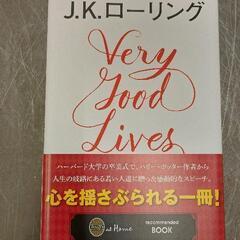 J.K.ローリング
Very
Good
Lives
ハーバード大学の卒業式で、ハリー・ポッター作者から
人生の岐路にある若い人達に贈った感動的なスピーチ。
心を揺さぶられる一冊!
at Home
recommended
BOOK